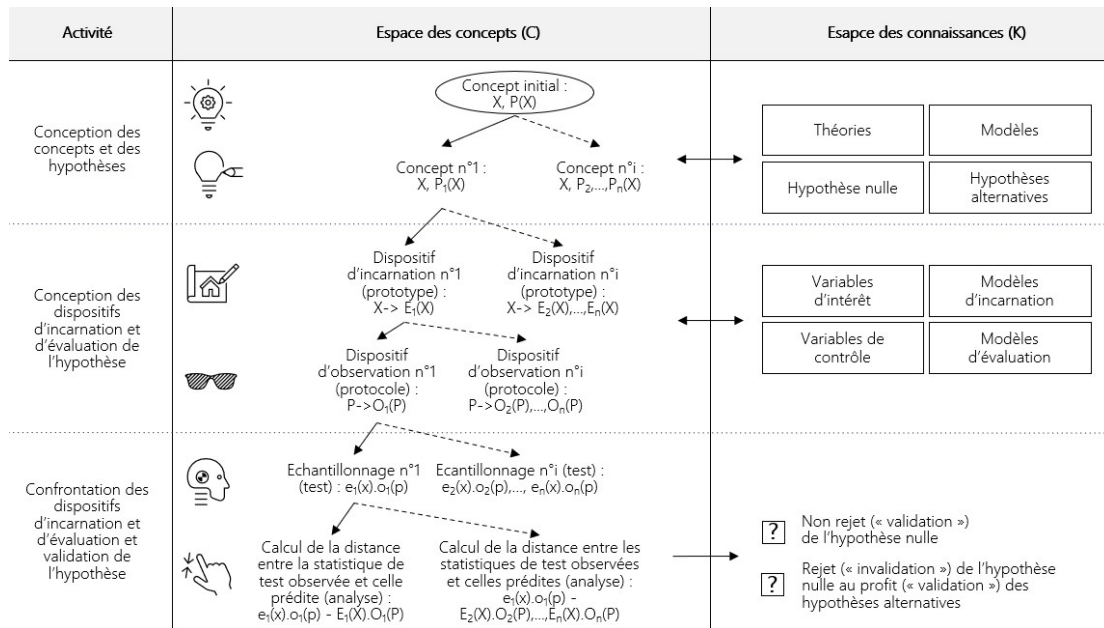 Activité
Espace des concepts (C)
Esapce des connaissances (K)
Conception des
concepts et des
hypothèses
Concept initial :
X, P(X)
Concept n°1 :
X, P₁(X)
Concept n°i :
X, P₂,...,Pₙ(X)
Théories
Modèles
Hypothèse nulle
Hypothèses
alternatives
Conception des
dispositifs
d'incarnation et
d'évaluation de
l'hypothèse
Dispositif
d'incarnation n°1
(prototype) :
X-> E₁(X)
Dispositif
d'incarnation n°i
(prototype) :
X-> E₂(X),...,Eₙ(X)
Dispositif
d'observation n°1
(protocole) :
P->O₁(P)
Dispositif
d'observation n°i
(protocole) :
P->O₂(P),...,Oₙ(P)
Variables
d'intérêt
Modèles
d'incarnation
Variables de
contrôle
Modèles
d'évaluation
Confrontation des
dispositifs
d'incarnation et
d'évaluation et
validation de
l'hypothèse
Echantillonnage n°1
(test) : e₁(x).o₁(p)
Ecantillonnage n°i (test) :
e₂(x).o₂(p),..., eₙ(x).oₙ(p)
Calcul de la distance
entre la statistique de
test observée et celle
prédite (analyse) :
e₁(x).o₁(p) - E₁(X).O₁(P)
Calcul de la distance entre les
statistiques de test observées
et celles prédites (analyse) :
e₁(x).o₁(p) -
E₂(X).O₂(P),...,Eₙ(X).Oₙ(P)
?
Non rejet (« validation »)
de l'hypothèse nulle
?
Rejet (« invalidation ») de l'hypothèse
nulle au profit (« validation ») des
hypothèses alternatives